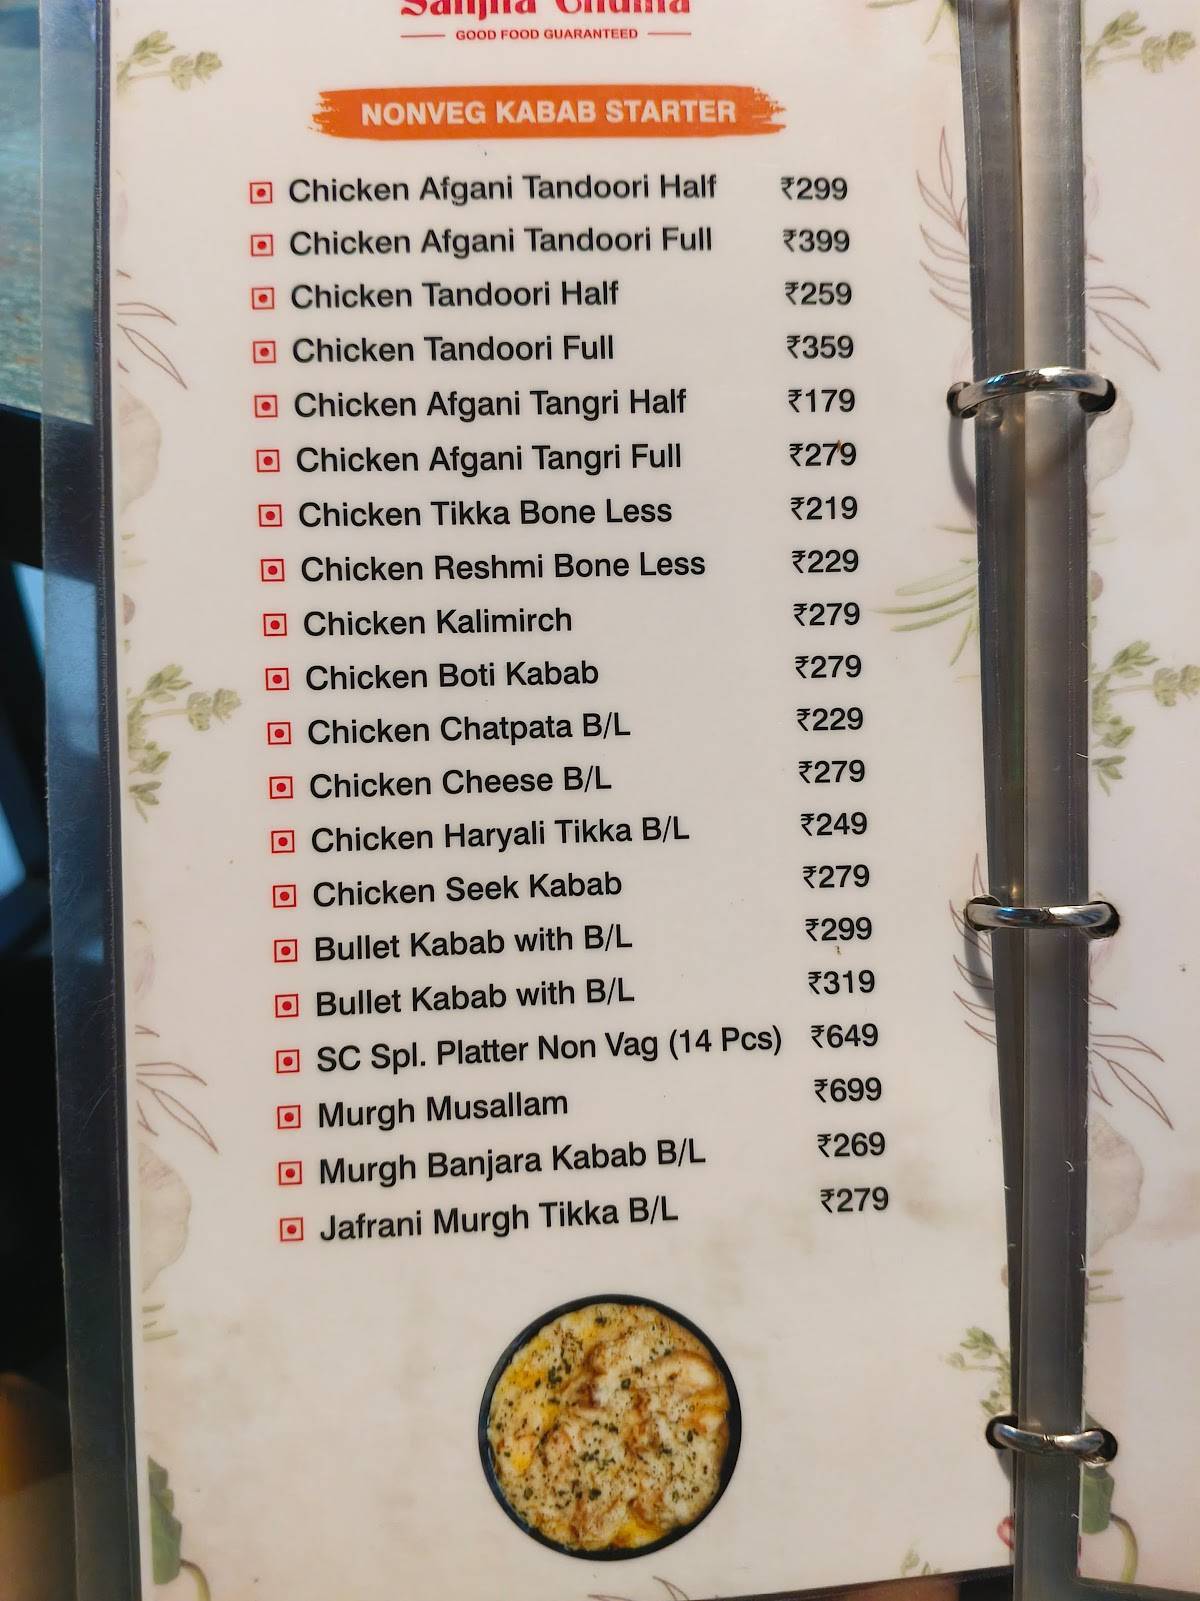 Sanjha Chulha
GOOD FOOD GUARANTEED
NONVEG KABAB STARTER
Chicken Afgani Tandoori Half ₹299
Chicken Afgani Tandoori Full ₹399
Chicken Tandoori Half ₹259
Chicken Tandoori Full ₹359
Chicken Afgani Tangri Half ₹179
Chicken Afgani Tangri Full ₹279
Chicken Tikka Bone Less ₹219
Chicken Reshmi Bone Less ₹229
Chicken Kalimirch ₹279
Chicken Boti Kabab ₹279
Chicken Chatpata B/L ₹229
Chicken Cheese B/L ₹279
Chicken Haryali Tikka B/L ₹249
Chicken Seek Kabab ₹279
Bullet Kabab with B/L ₹299
Bullet Kabab with B/L ₹319
SC Spl. Platter Non Vag (14 Pcs) ₹649
Murgh Musallam ₹699
Murgh Banjara Kabab B/L ₹269
Jafrani Murgh Tikka B/L ₹279